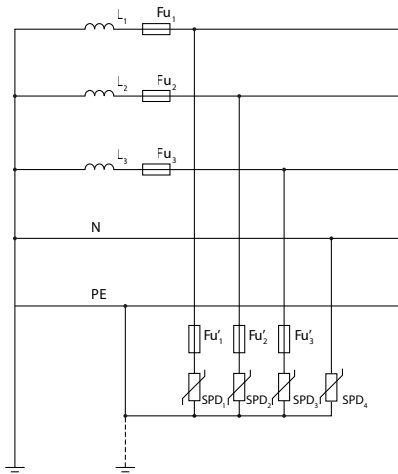 L₁ Fu₁
L₂ Fu₂
L₃ Fu₃
N
PE
Fu'₁ Fu'₂ Fu'₃
SPD₁ SPD₂ SPD₃ SPD₄